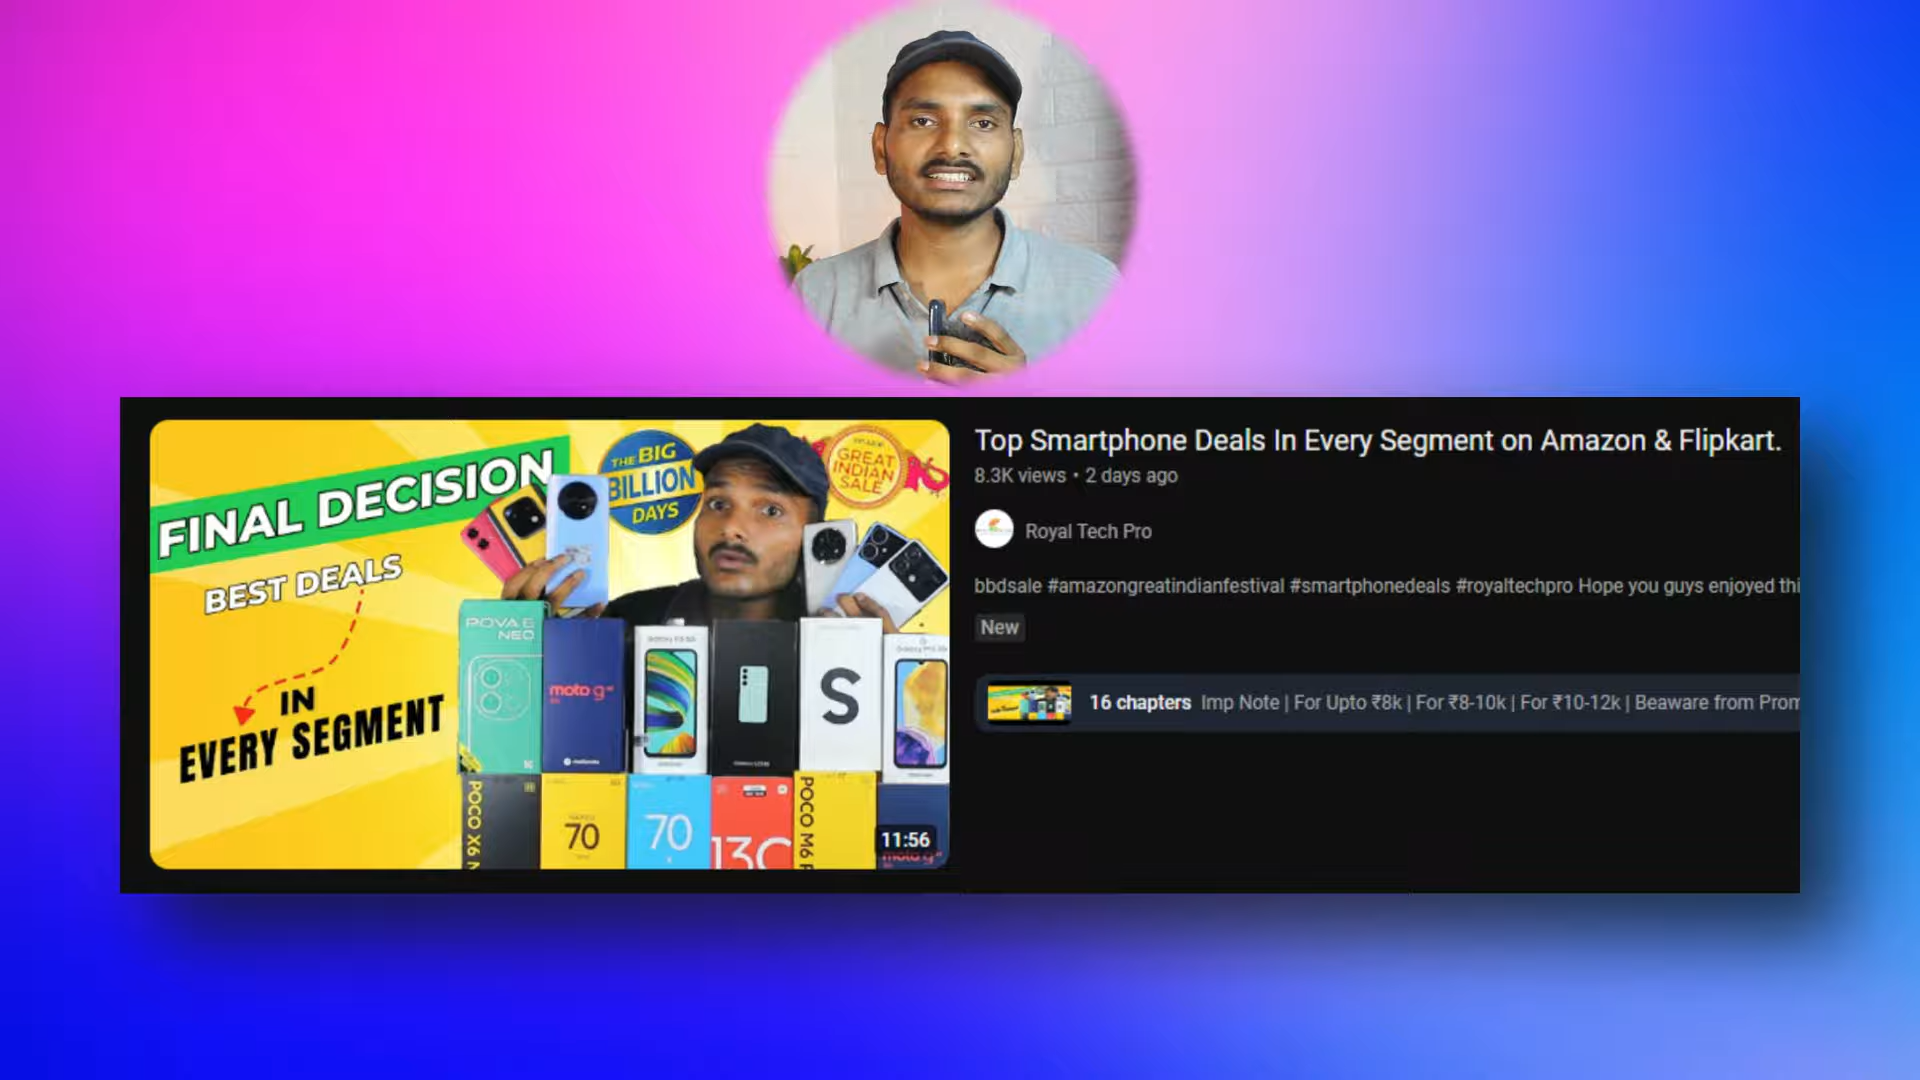 FINAL DECISION
BEST DEALS
IN
EVERY SEGMENT
THE BIG
BILLION
DAYS
GREAT
INDIAN
SALE
POVA 6
NEO
moto g
S
POCO X6 N
70
70
13C
POCO M6 P
moto g
11:56
Top Smartphone Deals In Every Segment on Amazon & Flipkart.
8.3K views • 2 days ago
Royal Tech Pro
bbdsale #amazongreatindianfestival #smartphonedeals #royaltechpro Hope you guys enjoyed thi
New
16 chapters Imp Note | For Upto ₹8k | For ₹8-10k | For ₹10-12k | Beaware from Prom